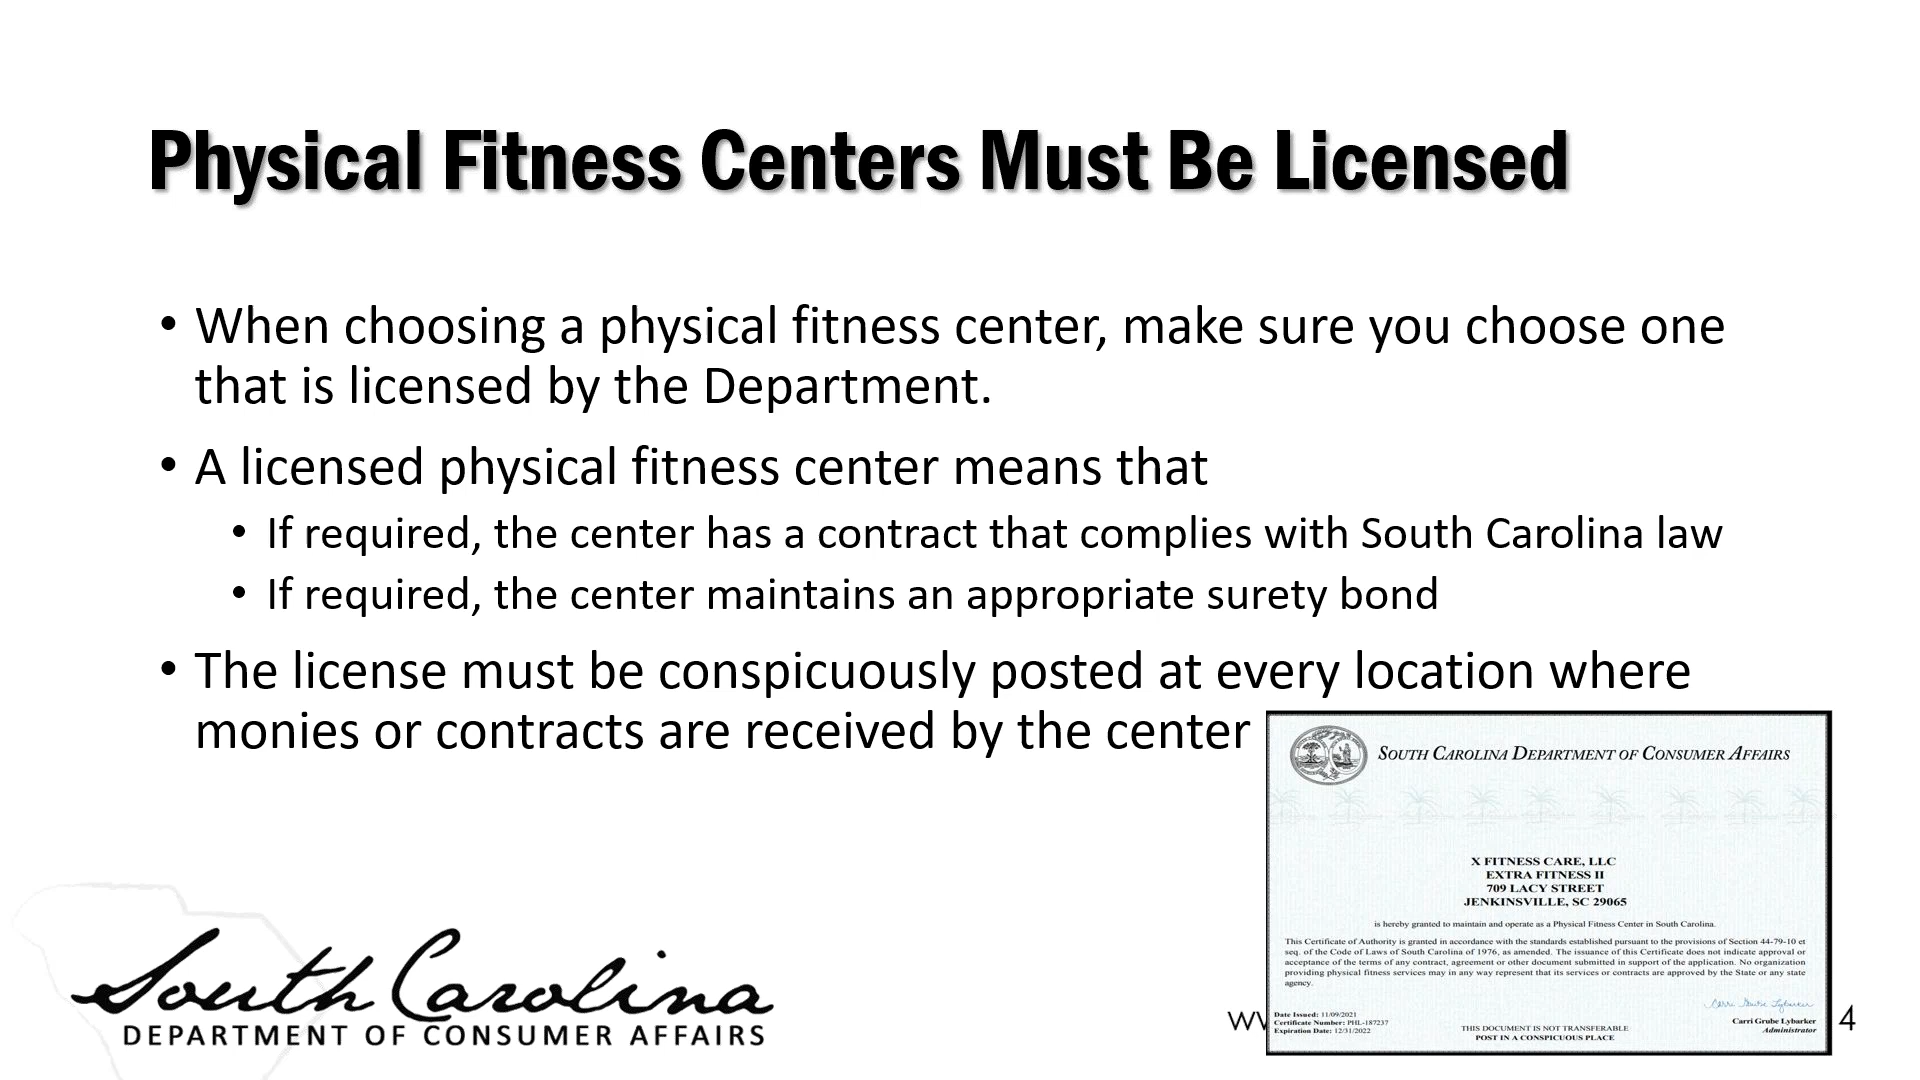 Physical Fitness Centers Must Be Licensed
• When choosing a physical fitness center, make sure you choose one
that is licensed by the Department.
• A licensed physical fitness center means that
• If required, the center has a contract that complies with South Carolina law
• If required, the center maintains an appropriate surety bond
• The license must be conspicuously posted at every location where
monies or contracts are received by the center
SOUTH CAROLINA DEPARTMENT OF CONSUMER AFFAIRS
X FITNESS CARE, LLC
EXTRA FITNESS II
709 LACY STREET
JENKINSVILLE, SC 29065
is hereby granted to maintain and operate as a Physical Fitness Center in South Carolina.
This Certificate of Authority is granted in accordance with the standards established pursuant to the provisions of Section 44-79-10 et
seq. of the Code of Laws of South Carolina of 1976, as amended. The issuance of this Certificate does not indicate approval or
acceptance of the terms of any contract, agreement or other document submitted in support of the application. No organization
providing physical fitness services may in any way represent that its services or contracts are approved by the State or any state
agency.
Carri Grube Lybarker
Date Issued: 11/09/2021
Certificate Number: PHL-187237
Expiration Date: 12/31/2022
THIS DOCUMENT IS NOT TRANSFERABLE
POST IN A CONSPICUOUS PLACE
Carri Grube Lybarker
Administrator
South Carolina
DEPARTMENT OF CONSUMER AFFAIRS
4